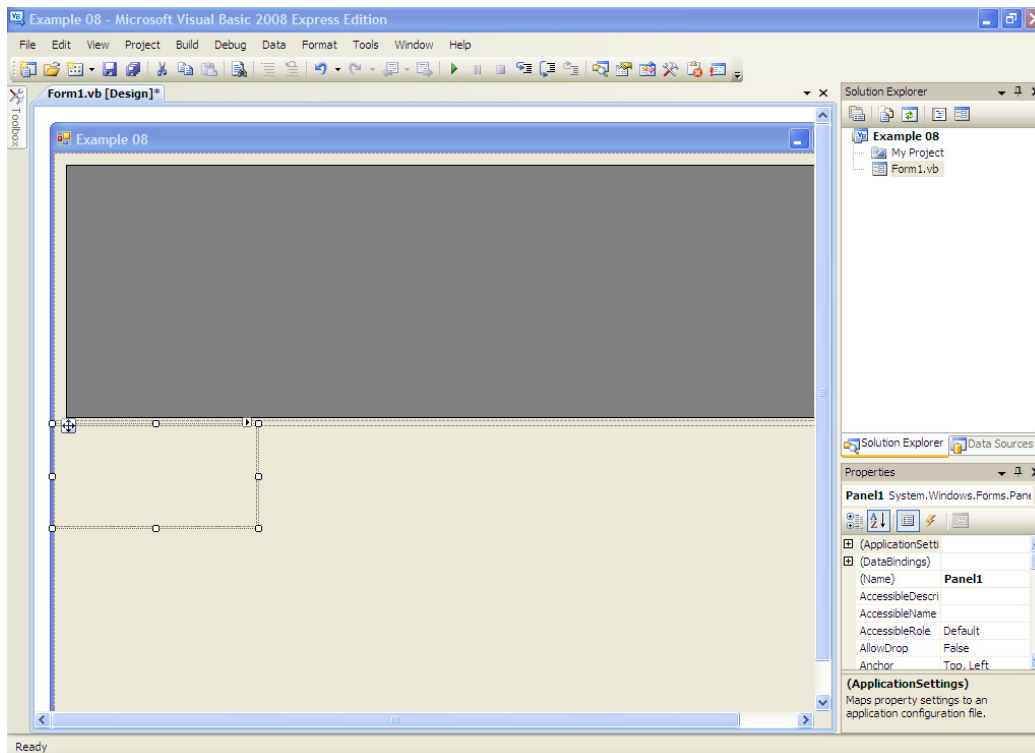 Example 08 - Microsoft Visual Basic 2008 Express Edition
File Edit View Project Build Debug Data Format Tools Window Help
Toolbox
Form1.vb [Design]*
Example 08
Solution Explorer
Example 08
My Project
Form1.vb
Solution Explorer Data Sources
Properties
Panel1 System.Windows.Forms.Pane
(ApplicationSetti
(DataBindings)
(Name) Panel1
AccessibleDescri
AccessibleName
AccessibleRole Default
AllowDrop False
Anchor Top, Left
(ApplicationSettings)
Maps property settings to an
application configuration file.
Ready